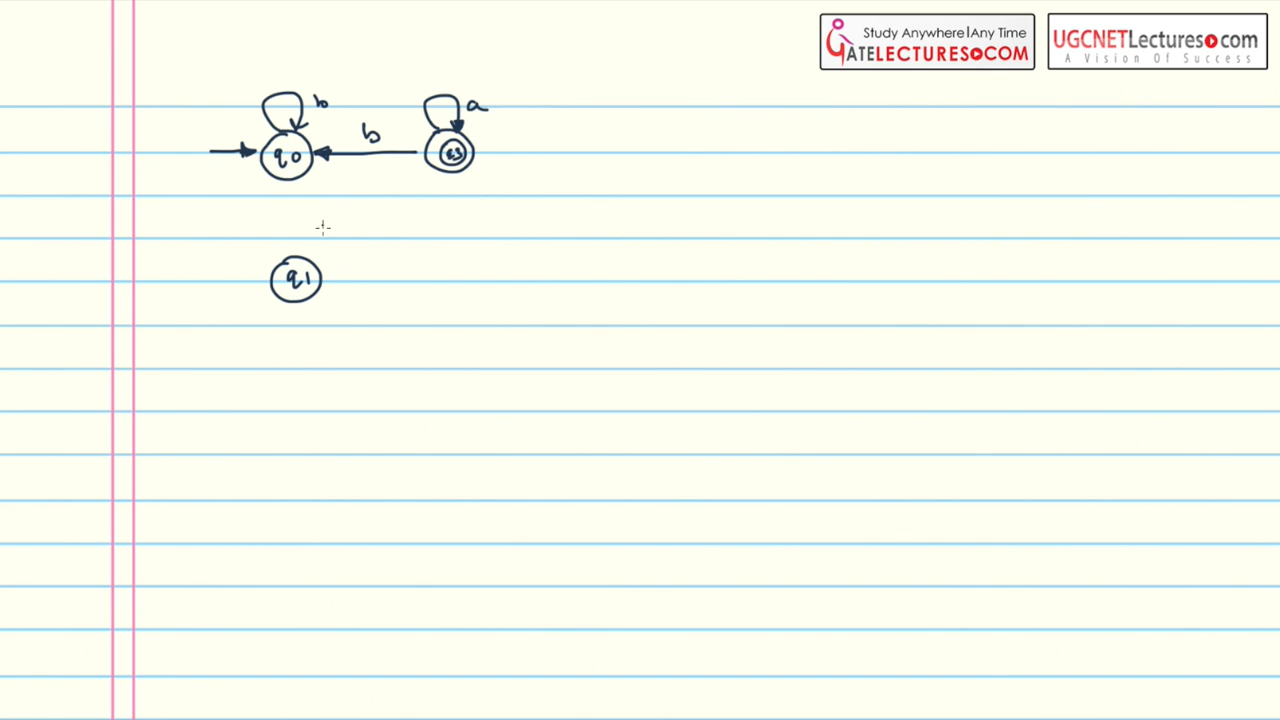 Study Anywhere|Any Time
GATELECTURES.COM
UGCNETLectures.com
A Vision Of Success
b
a
b
q0
q3
q1